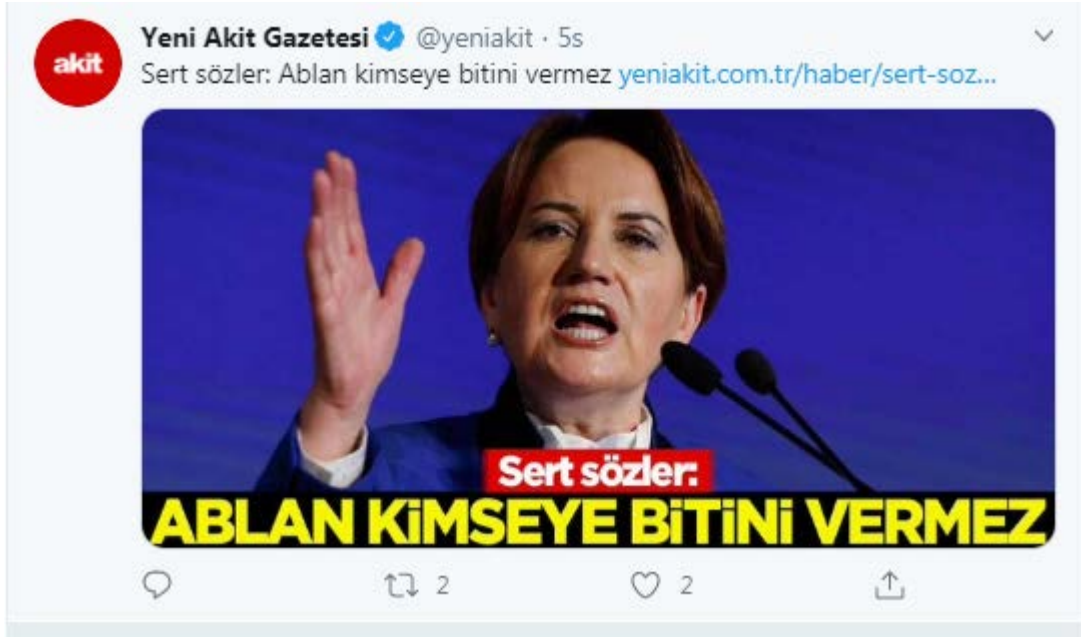 akit
Yeni Akit Gazetesi @yeniakit · 5s
Sert sözler: Ablan kimseye bitini vermez yeniakit.com.tr/haber/sert-soz...
Sert sözler:
ABLAN KİMSEYE BİTİNİ VERMEZ
2 2